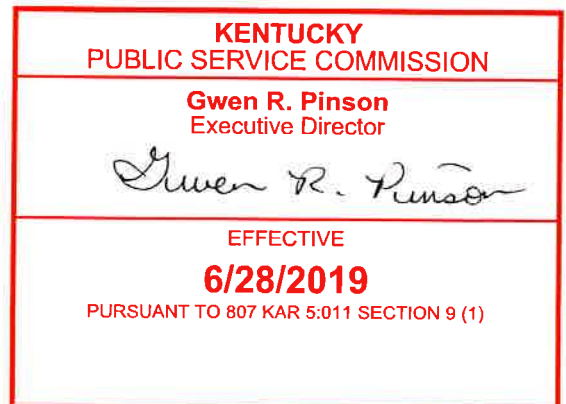 KENTUCKY
PUBLIC SERVICE COMMISSION
Gwen R. Pinson
Executive Director
Gwen R. Pinson
EFFECTIVE
6/28/2019
PURSUANT TO 807 KAR 5:011 SECTION 9 (1)